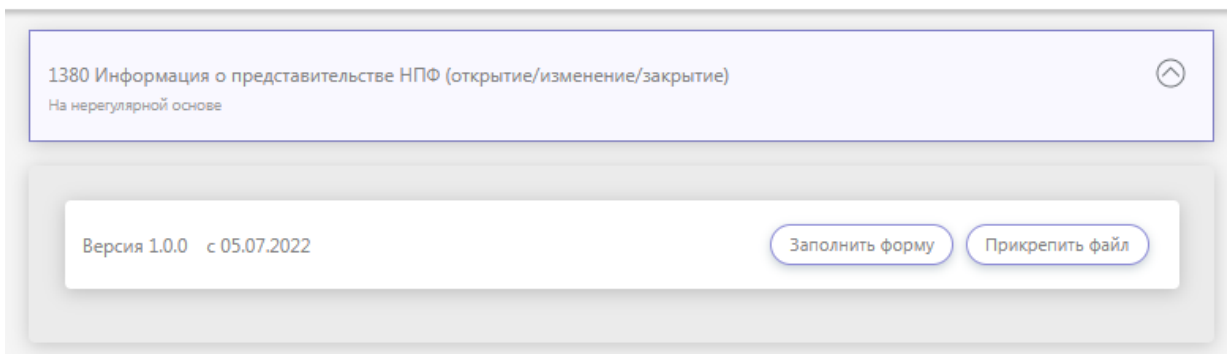 1380 Информация о представительстве НПФ (открытие/изменение/закрытие)
На нерегулярной основе
Версия 1.0.0 с 05.07.2022
Заполнить форму
Прикрепить файл